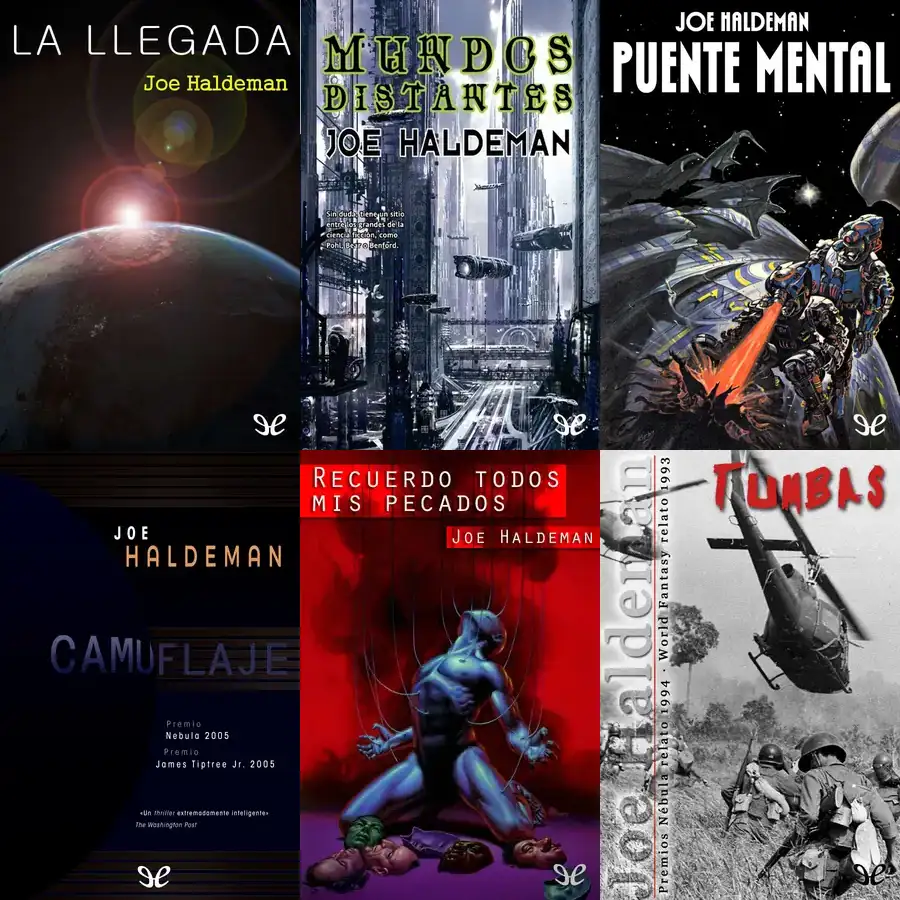 LA LLEGADA
Joe Haldeman
MUNDOS
DISTANTES
JOE HALDEMAN
Sin duda, tiene un sitio
entre los grandes de la
ciencia ficción, como
Pohl, Bear o Benford.
JOE HALDEMAN
PUENTE MENTAL
JOE
HALDEMAN
CAMUFLAJE
Premio
Nebula 2005
Premio
James Tiptree Jr. 2005
«Un thriller extremadamente inteligente»
The Washington Post
RECUERDO TODOS
MIS PECADOS
JOE HALDEMAN
TUMBAS
Joe Haldeman
Premios Nébula relato 1994 · World Fantasy relato 1993